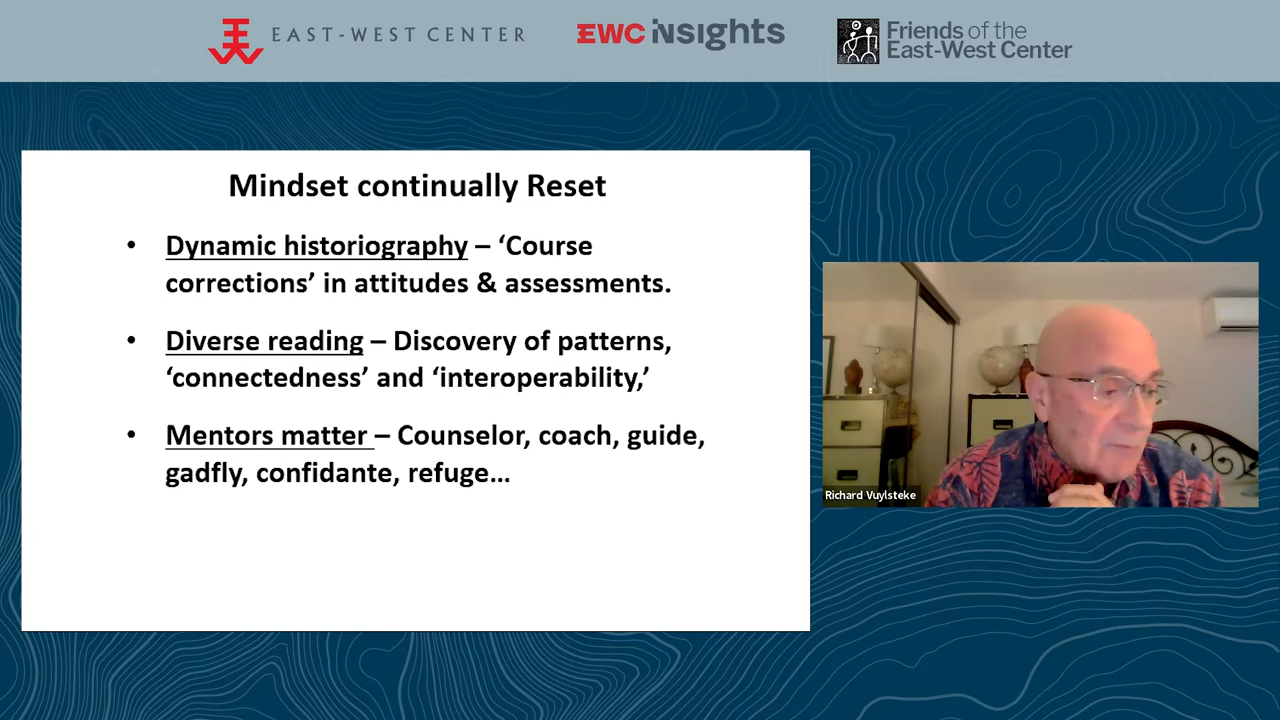 EAST-WEST CENTER
EWC insights
Friends of the
East-West Center
Mindset continually Reset
• Dynamic historiography – ‘Course
corrections’ in attitudes & assessments.
• Diverse reading – Discovery of patterns,
‘connectedness’ and ‘interoperability,’
• Mentors matter – Counselor, coach, guide,
gadfly, confidante, refuge...
Richard Vuylsteke